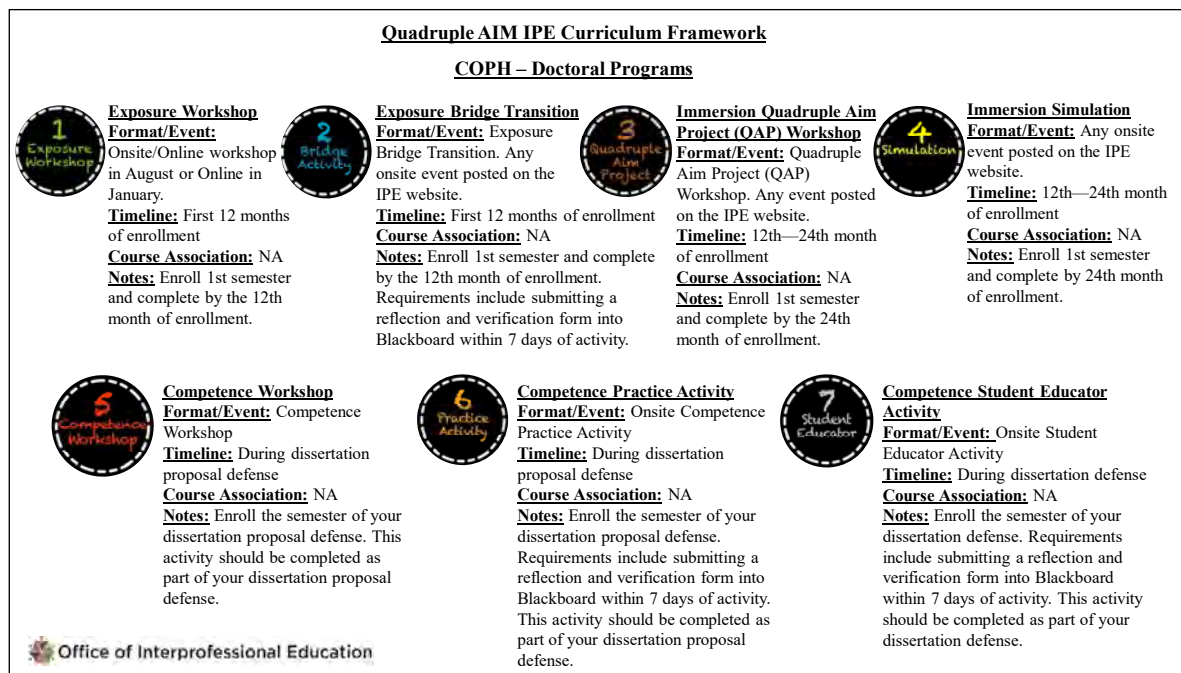 Quadruple AIM IPE Curriculum Framework
COPH – Doctoral Programs
1
Exposure
Workshop
Exposure Workshop
Format/Event:
Onsite/Online workshop
in August or Online in
January.
Timeline: First 12 months
of enrollment
Course Association: NA
Notes: Enroll 1st semester
and complete by the 12th
month of enrollment.
2
Bridge
Activity
Exposure Bridge Transition
Format/Event: Exposure
Bridge Transition. Any
onsite event posted on the
IPE website.
Timeline: First 12 months of enrollment
Course Association: NA
Notes: Enroll 1st semester and complete
by the 12th month of enrollment.
Requirements include submitting a
reflection and verification form into
Blackboard within 7 days of activity.
3
Quadruple
Aim
Project
Immersion Quadruple Aim
Project (QAP) Workshop
Format/Event: Quadruple
Aim Project (QAP)
Workshop. Any event posted
on the IPE website.
Timeline: 12th—24th month
of enrollment
Course Association: NA
Notes: Enroll 1st semester
and complete by the 24th
month of enrollment.
4
Simulation
Immersion Simulation
Format/Event: Any onsite
event posted on the IPE
website.
Timeline: 12th—24th month
of enrollment
Course Association: NA
Notes: Enroll 1st semester
and complete by 24th month
of enrollment.
5
Competence
Workshop
Competence Workshop
Format/Event: Competence
Workshop
Timeline: During dissertation
proposal defense
Course Association: NA
Notes: Enroll the semester of your
dissertation proposal defense. This
activity should be completed as
part of your dissertation proposal
defense.
6
Practice
Activity
Competence Practice Activity
Format/Event: Onsite Competence
Practice Activity
Timeline: During dissertation
proposal defense
Course Association: NA
Notes: Enroll the semester of your
dissertation proposal defense.
Requirements include submitting a
reflection and verification form into
Blackboard within 7 days of activity.
This activity should be completed as
part of your dissertation proposal
defense.
7
Student
Educator
Competence Student Educator
Activity
Format/Event: Onsite Student
Educator Activity
Timeline: During dissertation defense
Course Association: NA
Notes: Enroll the semester of your
dissertation defense. Requirements
include submitting a reflection and
verification form into Blackboard
within 7 days of activity. This activity
should be completed as part of your
dissertation defense.
Office of Interprofessional Education